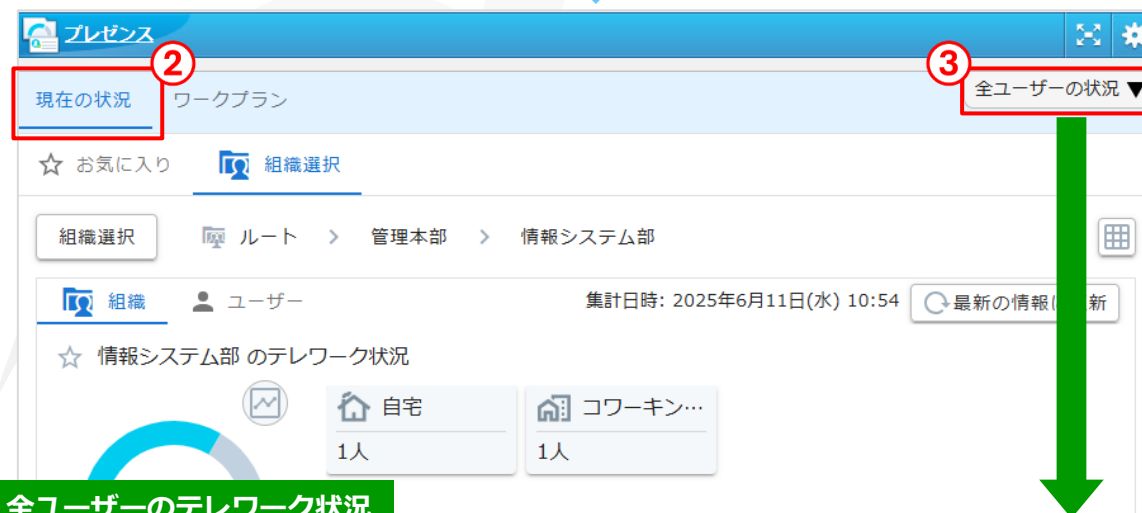 プレゼンス
② ③
現在の状況 ワークプラン 全ユーザーの状況 ▼
お気に入り 組織選択
組織選択 ルート > 管理本部 > 情報システム部
組織 ユーザー 集計日時: 2025年6月11日(水) 10:54 最新の情報に 新
情報システム部 のテレワーク状況
自宅 コワーキン…
1人 1人
全ユーザーのテレワーク状況